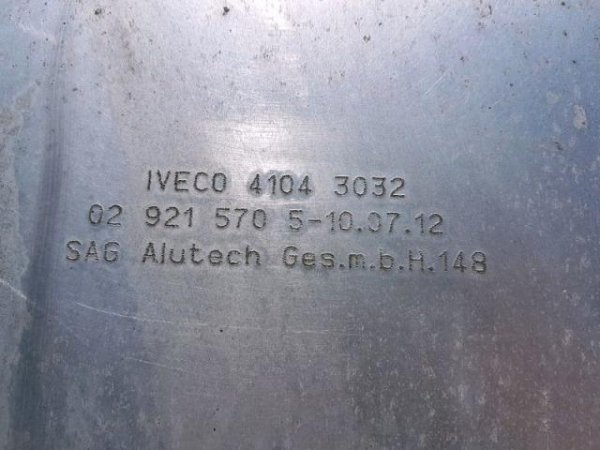 IVECO 4104 3032
02 921 570 5-10.07.12
SAG Alutech Ges.m.b.H.148